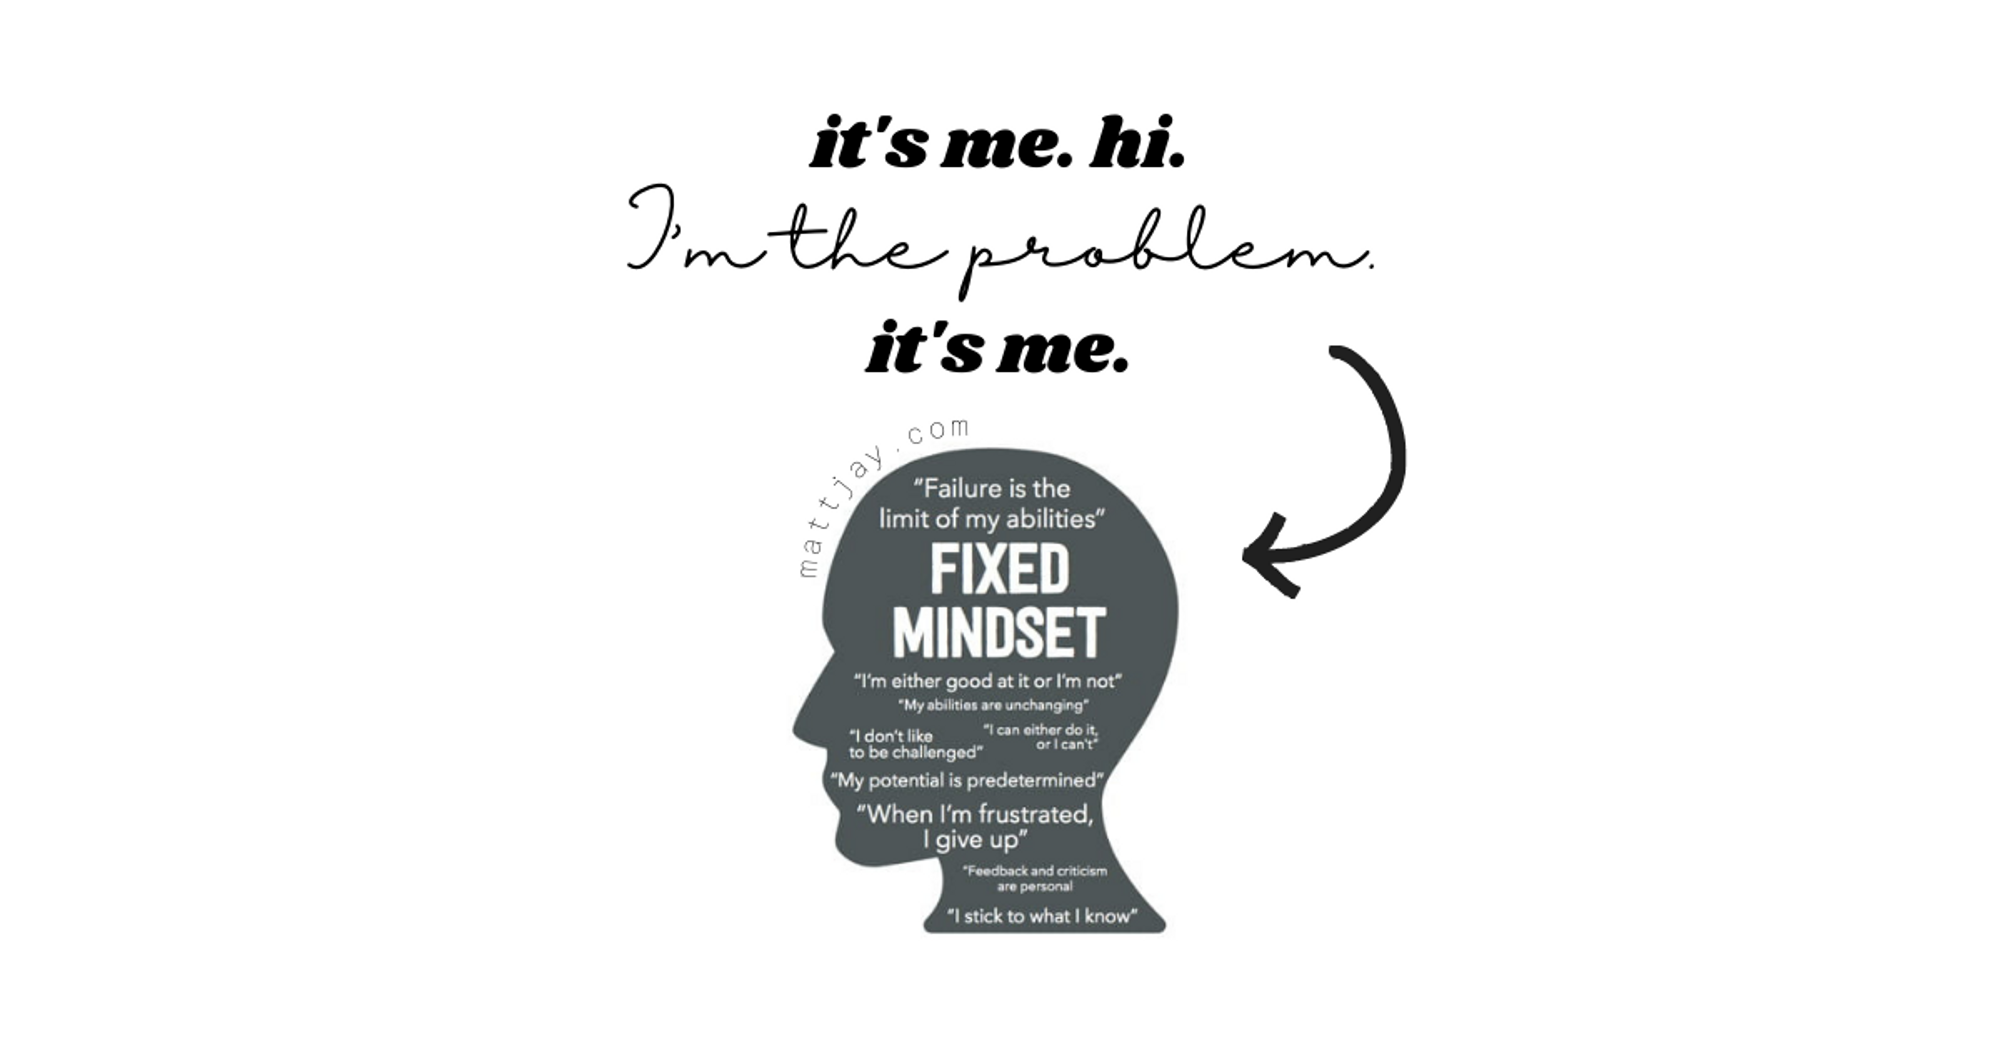 it's me. hi.
I'm the problem.
it's me.
mattjay.com
“Failure is the
limit of my abilities”
FIXED
MINDSET
“I'm either good at it or I'm not”
“My abilities are unchanging”
“I don't like
to be challenged”
“I can either do it,
or I can't”
“My potential is predetermined”
“When I'm frustrated,
I give up”
“Feedback and criticism
are personal
“I stick to what I know”